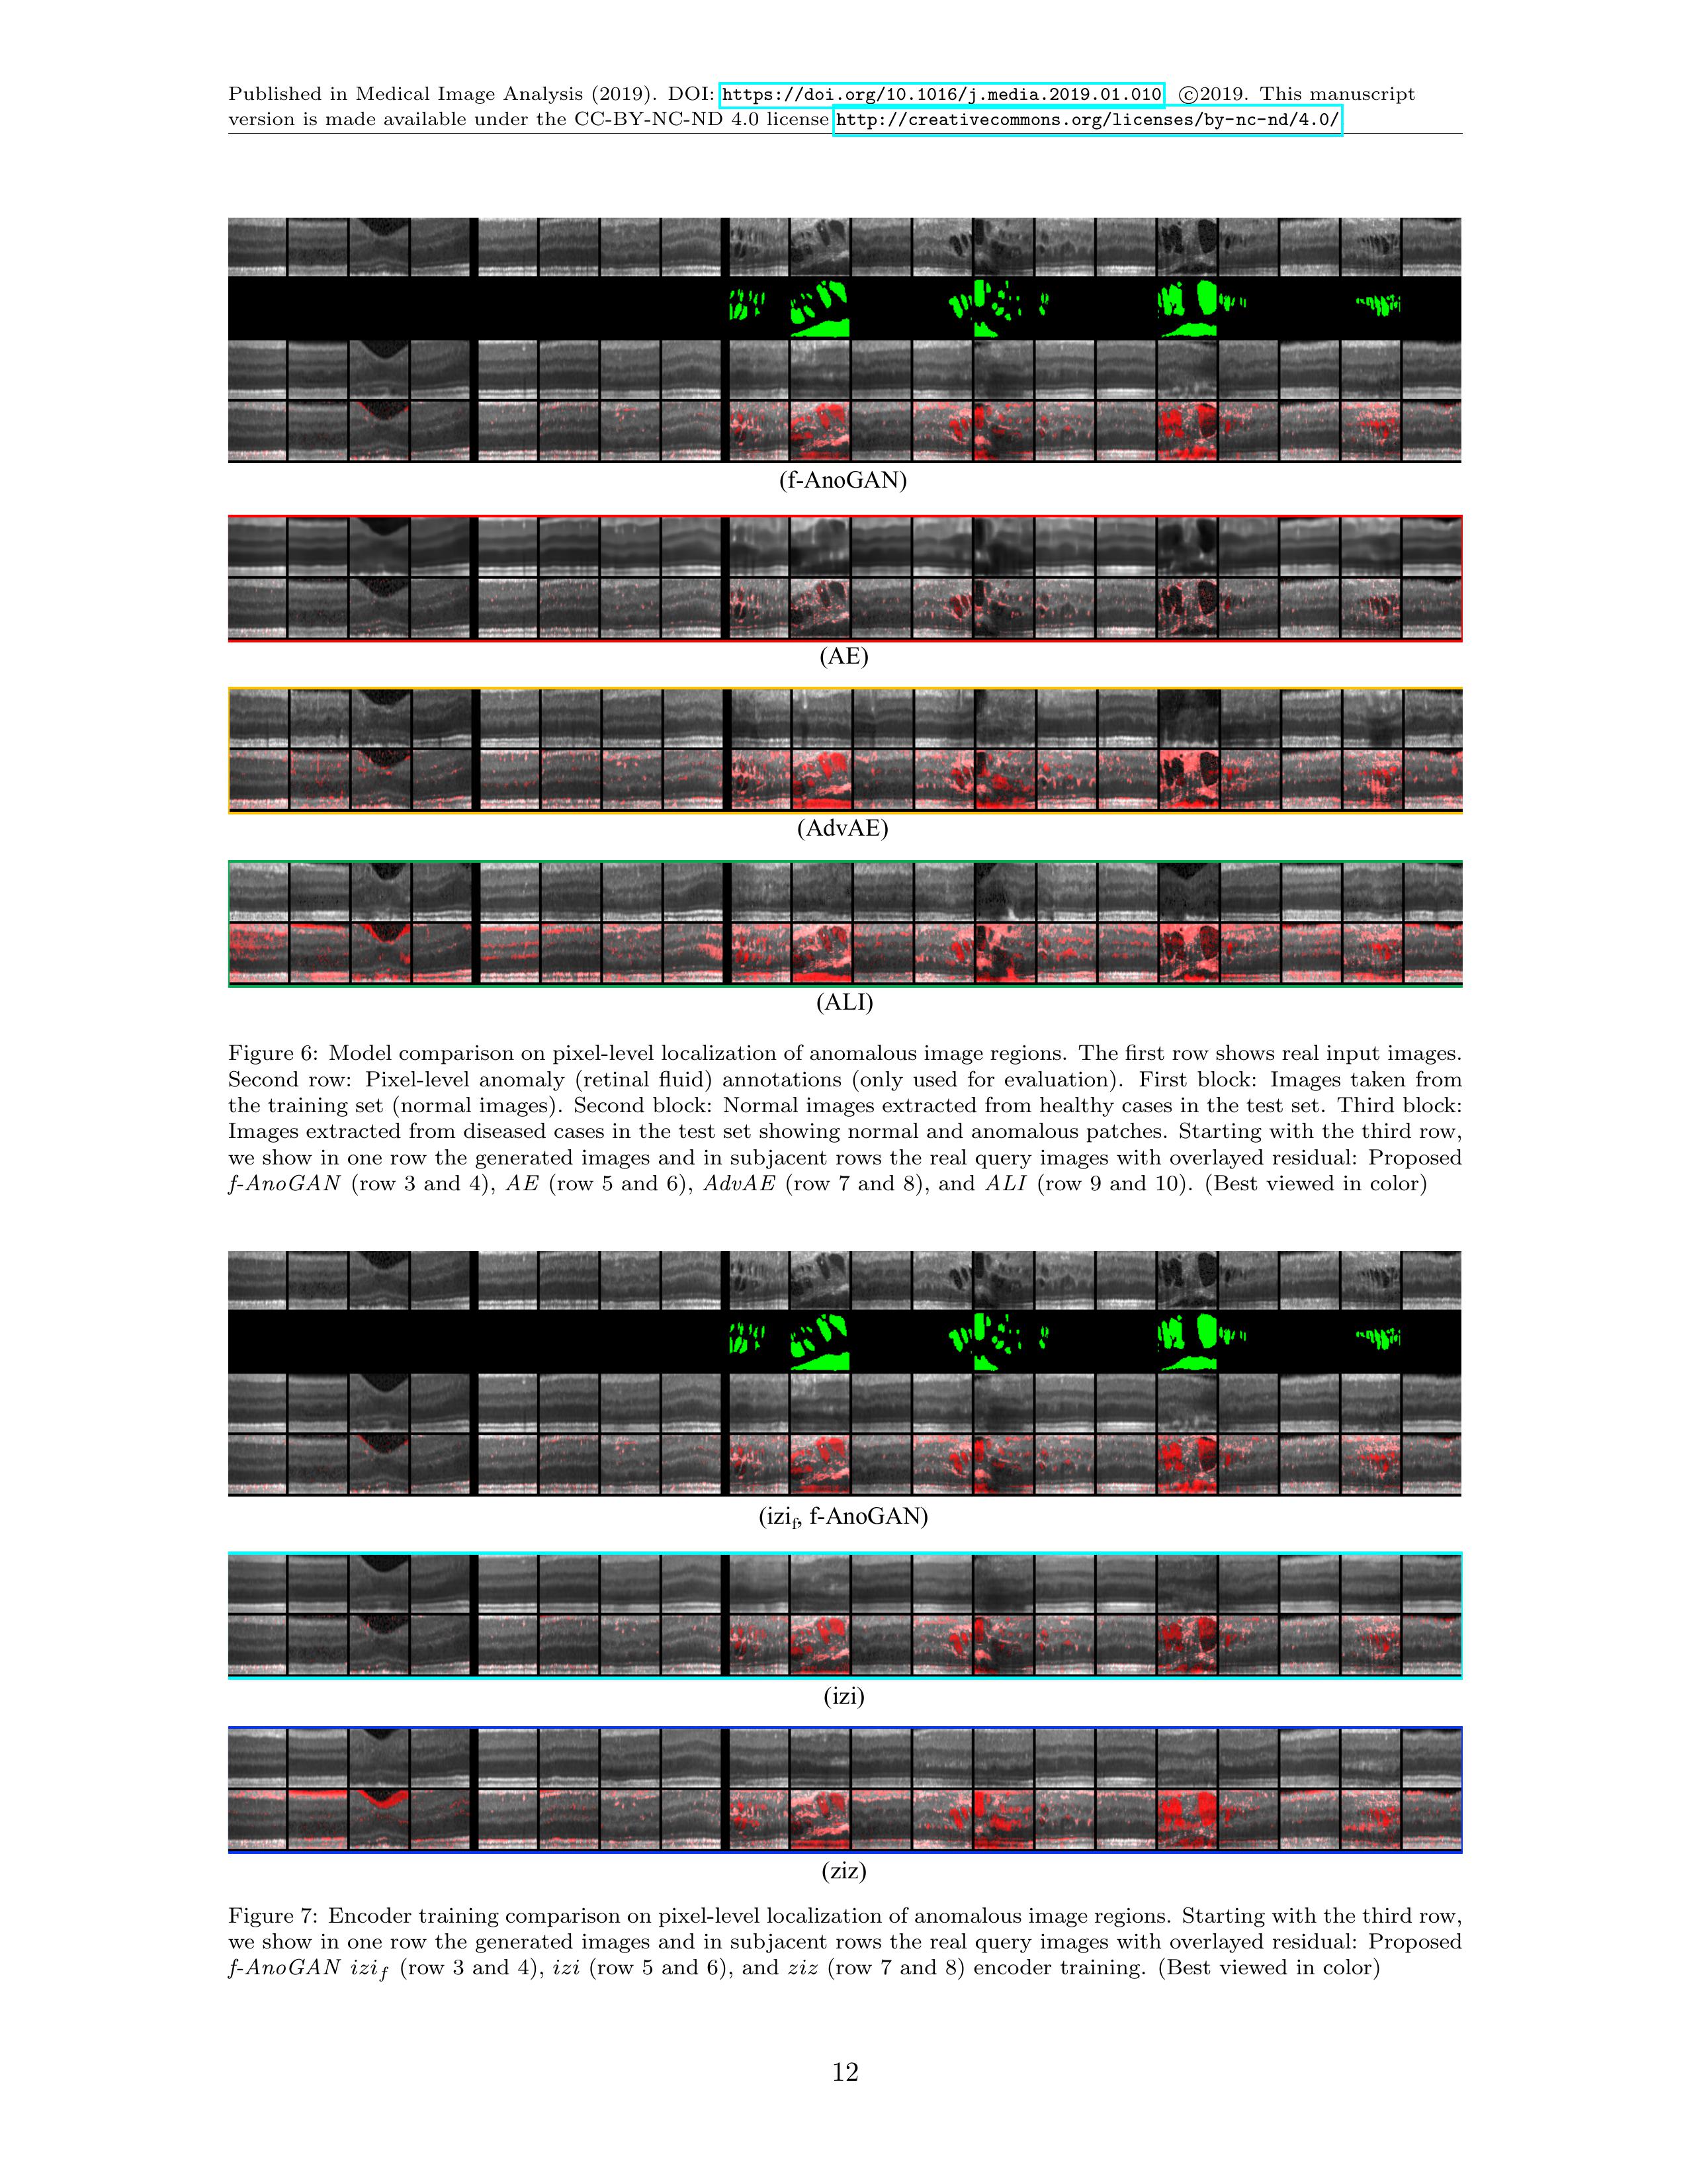 Published in Medical Image Analysis (2019). DOI: https://doi.org/10.1016/j.media.2019.01.010 ©2019. This manuscript
version is made available under the CC-BY-NC-ND 4.0 license http://creativecommons.org/licenses/by-nc-nd/4.0/
(f-AnoGAN)
(AE)
(AdvAE)
(ALI)
Figure 6: Model comparison on pixel-level localization of anomalous image regions. The first row shows real input images.
Second row: Pixel-level anomaly (retinal fluid) annotations (only used for evaluation). First block: Images taken from
the training set (normal images). Second block: Normal images extracted from healthy cases in the test set. Third block:
Images extracted from diseased cases in the test set showing normal and anomalous patches. Starting with the third row,
we show in one row the generated images and in subjacent rows the real query images with overlayed residual: Proposed
f-AnoGAN (row 3 and 4), AE (row 5 and 6), AdvAE (row 7 and 8), and ALI (row 9 and 10). (Best viewed in color)
(izi_f, f-AnoGAN)
(izi)
(ziz)
Figure 7: Encoder training comparison on pixel-level localization of anomalous image regions. Starting with the third row,
we show in one row the generated images and in subjacent rows the real query images with overlayed residual: Proposed
f-AnoGAN izi_f (row 3 and 4), izi (row 5 and 6), and ziz (row 7 and 8) encoder training. (Best viewed in color)
12